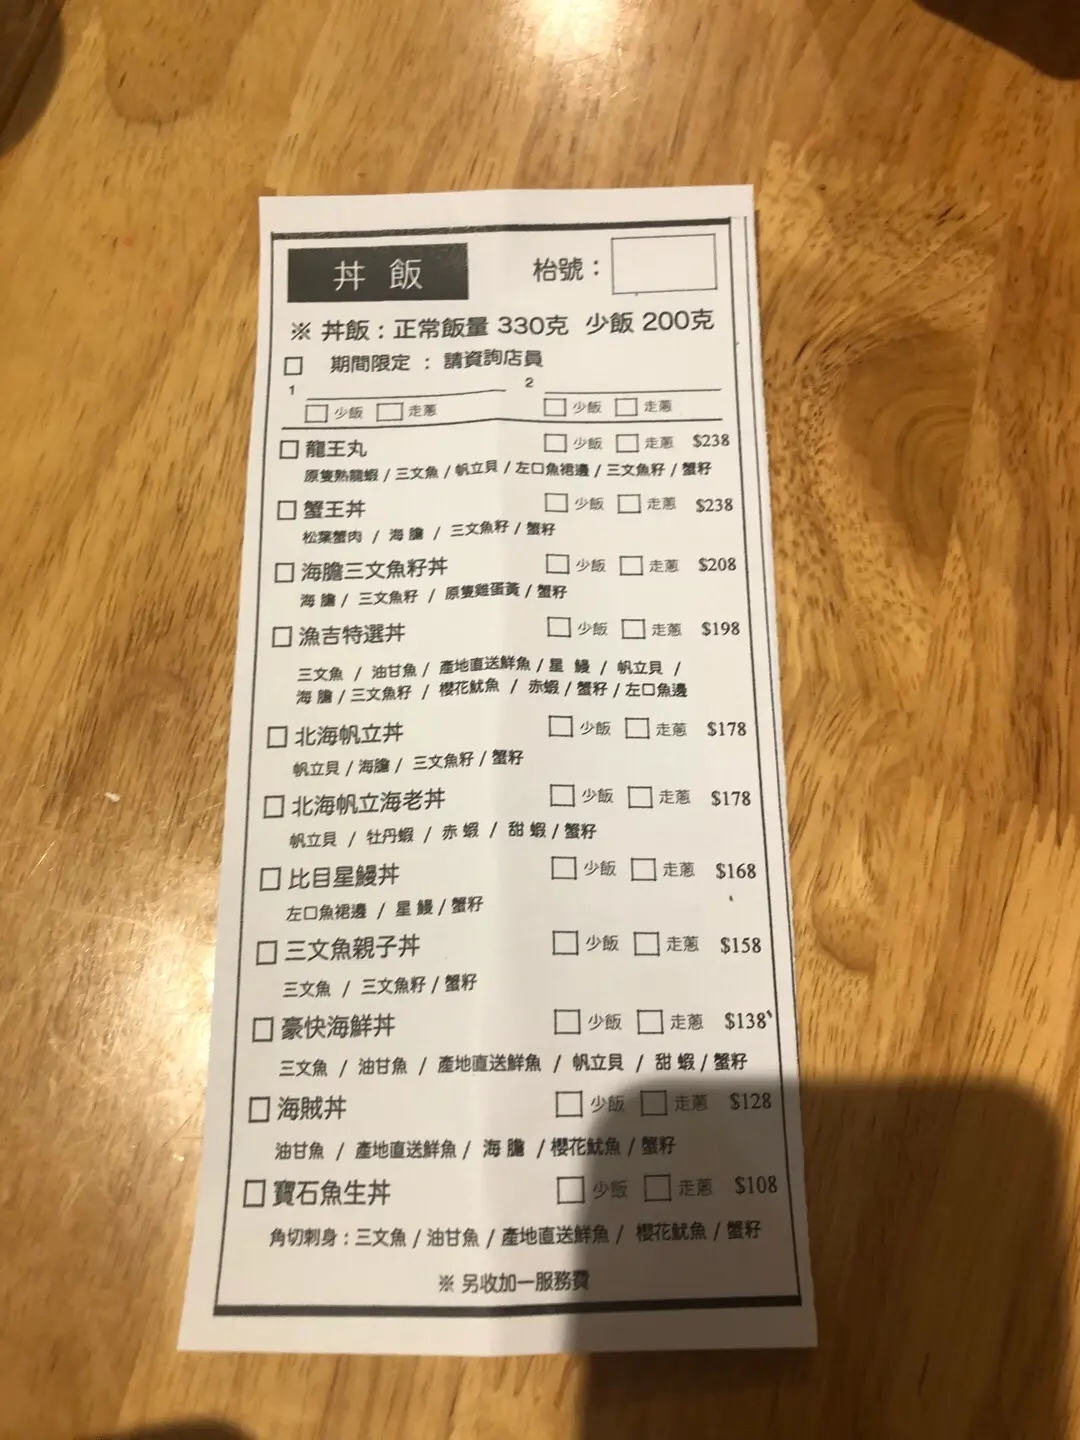 丼 飯 枱號：
※ 丼飯：正常飯量 330克 少飯 200克
□ 期間限定 ： 請資詢店員
1 2
□ 少飯 □ 走蔥 □ 少飯 □ 走蔥
□ 龍王丸 □ 少飯 □ 走蔥 $238
原隻熟龍蝦 / 三文魚 / 帆立貝 / 左口魚裙邊 / 三文魚籽 / 蟹籽
□ 蟹王丼 □ 少飯 □ 走蔥 $238
松葉蟹肉 / 海 膽 / 三文魚籽 / 蟹籽
□ 海膽三文魚籽丼 □ 少飯 □ 走蔥 $208
海 膽 / 三文魚籽 / 原隻雞蛋黃 / 蟹籽
□ 漁吉特選丼 □ 少飯 □ 走蔥 $198
三文魚 / 油甘魚 / 產地直送鮮魚 / 星 鰻 / 帆立貝 /
海 膽 / 三文魚籽 / 櫻花魷魚 / 赤蝦 / 蟹籽 / 左口魚邊
□ 北海帆立丼 □ 少飯 □ 走蔥 $178
帆立貝 / 海膽 / 三文魚籽 / 蟹籽
□ 北海帆立海老丼 □ 少飯 □ 走蔥 $178
帆立貝 / 牡丹蝦 / 赤 蝦 / 甜 蝦 / 蟹籽
□ 比目星鰻丼 □ 少飯 □ 走蔥 $168
左口魚裙邊 / 星 鰻 / 蟹籽
□ 三文魚親子丼 □ 少飯 □ 走蔥 $158
三文魚 / 三文魚籽 / 蟹籽
□ 豪快海鮮丼 □ 少飯 □ 走蔥 $138
三文魚 / 油甘魚 / 產地直送鮮魚 / 帆立貝 / 甜 蝦 / 蟹籽
□ 海賊丼 □ 少飯 □ 走蔥 $128
油甘魚 / 產地直送鮮魚 / 海 膽 / 櫻花魷魚 / 蟹籽
□ 寶石魚生丼 □ 少飯 □ 走蔥 $108
角切刺身：三文魚 / 油甘魚 / 產地直送鮮魚 / 櫻花魷魚 / 蟹籽
※ 另收加一服務費